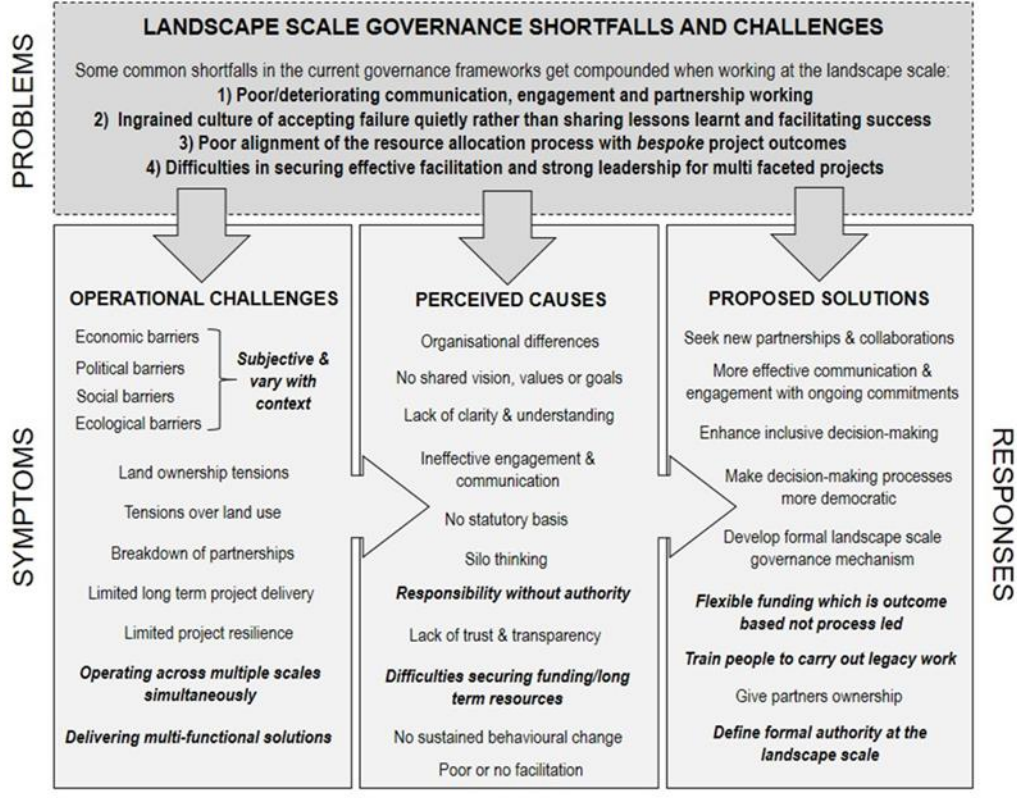 PROBLEMS
LANDSCAPE SCALE GOVERNANCE SHORTFALLS AND CHALLENGES
Some common shortfalls in the current governance frameworks get compounded when working at the landscape scale:
1) Poor/deteriorating communication, engagement and partnership working
2) Ingrained culture of accepting failure quietly rather than sharing lessons learnt and facilitating success
3) Poor alignment of the resource allocation process with bespoke project outcomes
4) Difficulties in securing effective facilitation and strong leadership for multi faceted projects
SYMPTOMS
OPERATIONAL CHALLENGES
Economic barriers
Political barriers
Social barriers
Ecological barriers
Subjective &
vary with
context
Land ownership tensions
Tensions over land use
Breakdown of partnerships
Limited long term project delivery
Limited project resilience
Operating across multiple scales
simultaneously
Delivering multi-functional solutions
PERCEIVED CAUSES
Organisational differences
No shared vision, values or goals
Lack of clarity & understanding
Ineffective engagement &
communication
No statutory basis
Silo thinking
Responsibility without authority
Lack of trust & transparency
Difficulties securing funding/long
term resources
No sustained behavioural change
Poor or no facilitation
PROPOSED SOLUTIONS
Seek new partnerships & collaborations
More effective communication &
engagement with ongoing commitments
Enhance inclusive decision-making
Make decision-making processes
more democratic
Develop formal landscape scale
governance mechanism
Flexible funding which is outcome
based not process led
Train people to carry out legacy work
Give partners ownership
Define formal authority at the
landscape scale
RESPONSES